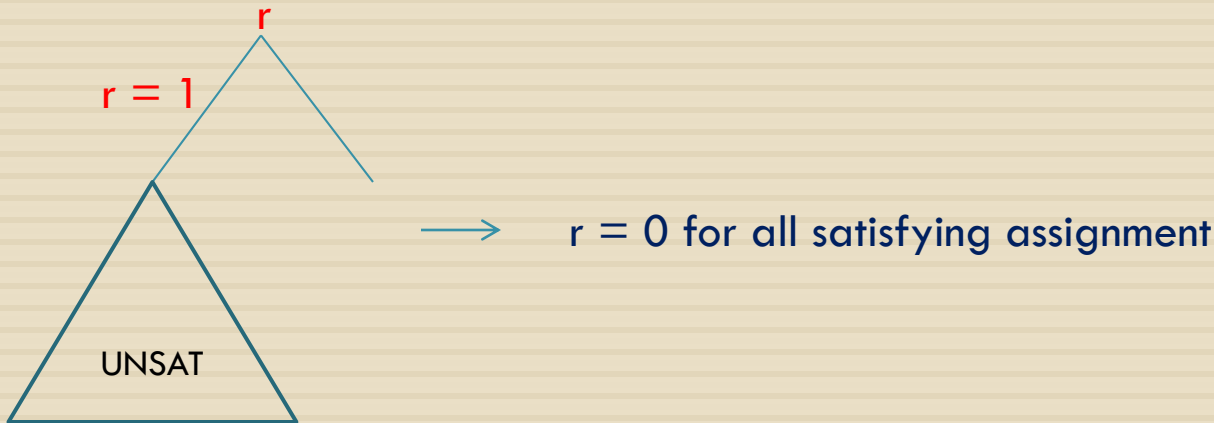 r
r = 1
r = 0 for all satisfying assignment
UNSAT